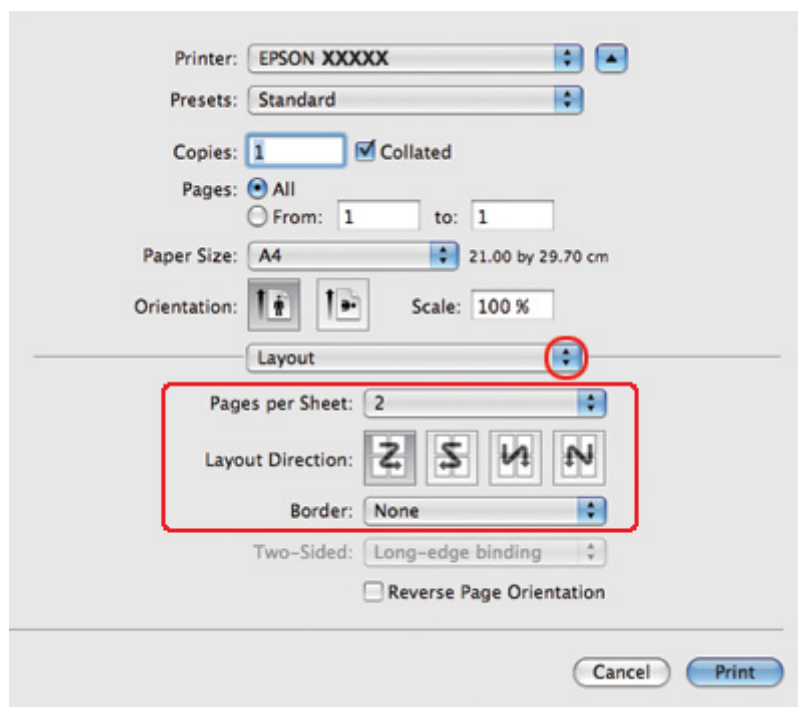 Printer: EPSON XXXXX
Presets: Standard
Copies: 1 Collated
Pages: All
From: 1 to: 1
Paper Size: A4 21.00 by 29.70 cm
Orientation: Scale: 100 %
Layout
Pages per Sheet: 2
Layout Direction:
Border: None
Two-Sided: Long-edge binding
Reverse Page Orientation
Cancel Print